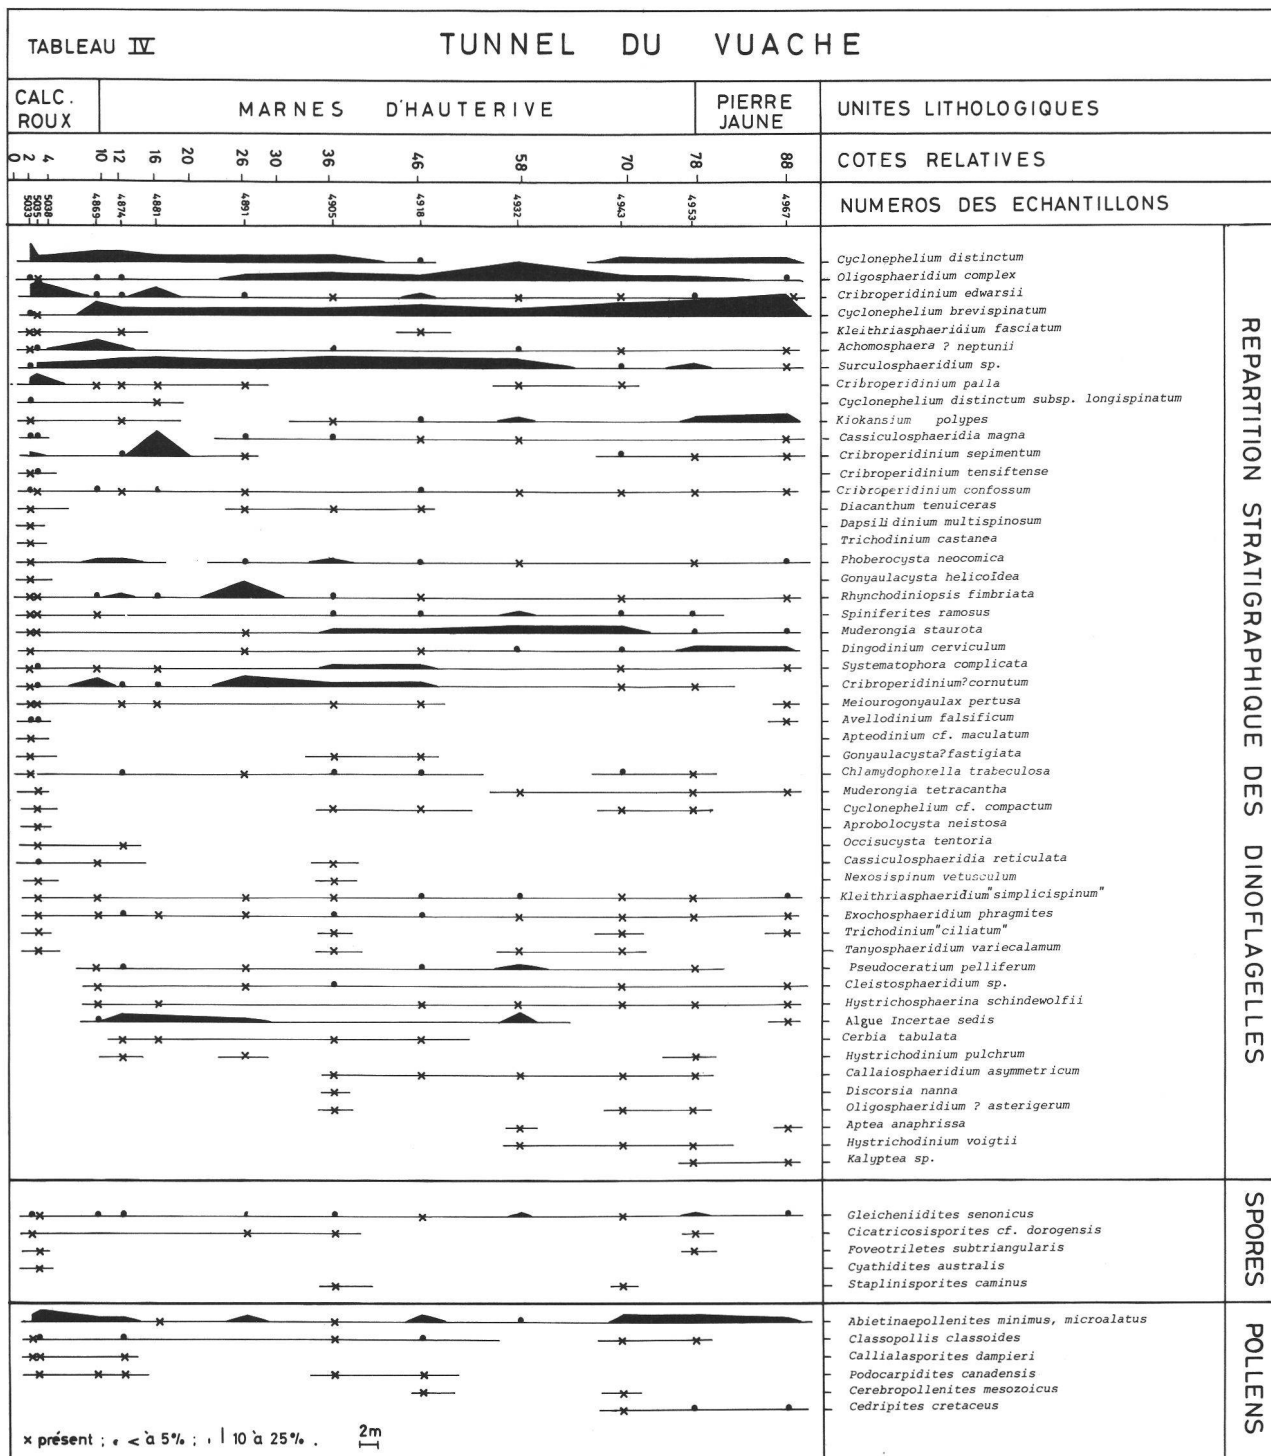 TABLEAU IV
TUNNEL DU VUACHE
CALC. ROUX
MARNES D'HAUTERIVE
PIERRE JAUNE
UNITES LITHOLOGIQUES
0 2 4 10 12 16 20 26 30 36 46 58 70 78 88
COTES RELATIVES
5033 5035 5038 4869 4874 4881 4891 4905 4918 4932 4943 4953 4967
NUMEROS DES ECHANTILLONS
REPARTITION STRATIGRAPHIQUE DES DINOFLAGELLES
Cyclonephelium distinctum
Oligosphaeridium complex
Cribroperidinium edwarsii
Cyclonephelium brevispinatum
Kleithriasphaeridium fasciatum
Achomosphaera ? neptunii
Surculosphaeridium sp.
Cribroperidinium palla
Cyclonephelium distinctum subsp. longispinatum
Kiokansium polypes
Cassiculosphaeridia magna
Cribroperidinium sepimentum
Cribroperidinium tensiftense
Cribroperidinium confossum
Diacanthum tenuiceras
Dapsilidinium multispinosum
Trichodinium castanea
Phoberocysta neocomica
Gonyaulacysta helicoïdea
Rhynchodiniopsis fimbriata
Spiniferites ramosus
Muderongia staurota
Dingodinium cerviculum
Systematophora complicata
Cribroperidinium?cornutum
Meiourogonyaulax pertusa
Avellodinium falsificum
Apteodinium cf. maculatum
Gonyaulacysta?fastigiata
Chlamydophorella trabeculosa
Muderongia tetracantha
Cyclonephelium cf. compactum
Aprobolocysta neistosa
Occisucysta tentoria
Cassiculosphaeridia reticulata
Nexosispinum vetusculum
Kleithriasphaeridium"simplicispinum"
Exochosphaeridium phragmites
Trichodinium"ciliatum"
Tanyosphaeridium variecalamum
Pseudoceratium pelliferum
Cleistosphaeridium sp.
Hystrichosphaerina schindewolfii
Algue Incertae sedis
Cerbia tabulata
Hystrichodinium pulchrum
Callaiosphaeridium asymmetricum
Discorsia nanna
Oligosphaeridium ? asterigerum
Aptea anaphrissa
Hystrichodinium voigtii
Kalyptea sp.
SPORES
Gleicheniidites senonicus
Cicatricosisporites cf. dorogensis
Foveotriletes subtriangularis
Cyathidites australis
Staplinisporites caminus
POLLENS
Abietinaepollenites minimus, microalatus
Classopollis classoides
Callialasporites dampieri
Podocarpidites canadensis
Cerebropollenites mesozoicus
Cedripites cretaceus
x présent ; • < à 5% ; 10 à 25% . 2m